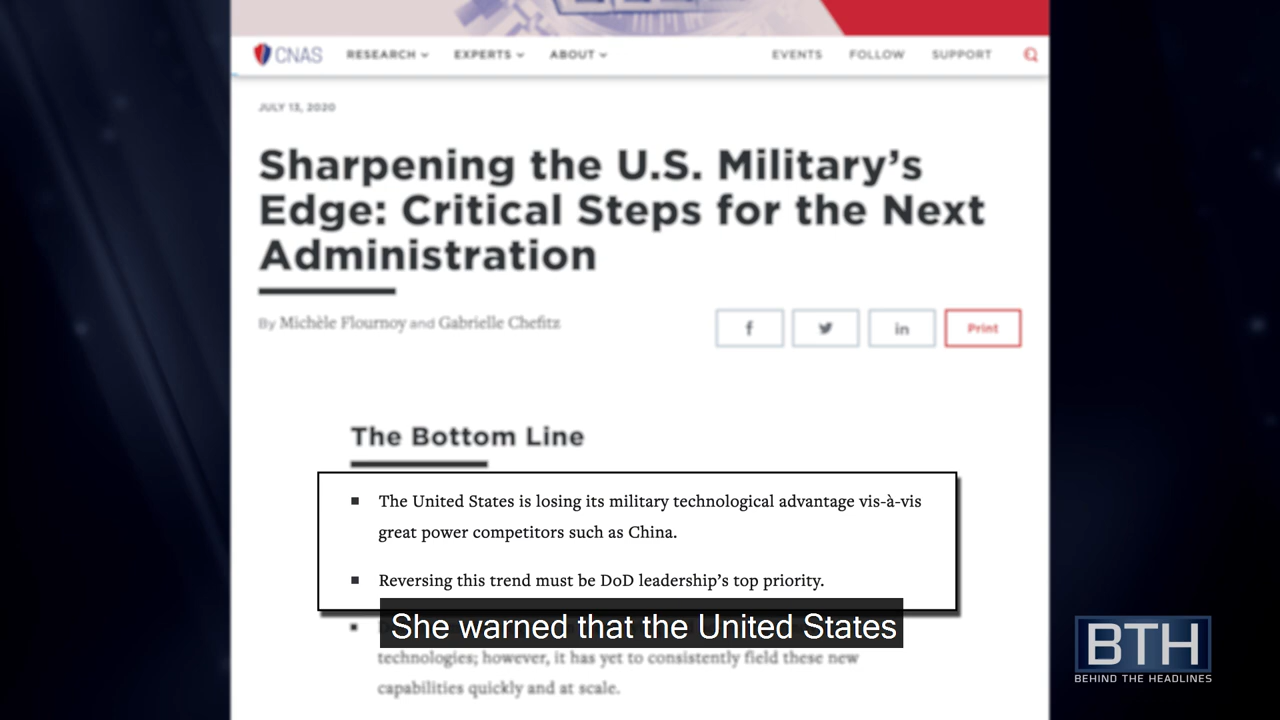 CNAS RESEARCH EXPERTS ABOUT EVENTS FOLLOW SUPPORT
JULY 13, 2020
Sharpening the U.S. Military’s
Edge: Critical Steps for the Next
Administration
By Michèle Flournoy and Gabrielle Chefitz
f in Print
The Bottom Line
▪ The United States is losing its military technological advantage vis-à-vis
great power competitors such as China.
▪ Reversing this trend must be DoD leadership’s top priority.
She warned that the United States
technologies; however, it has yet to consistently field these new
capabilities quickly and at scale.
BTH
BEHIND THE HEADLINES